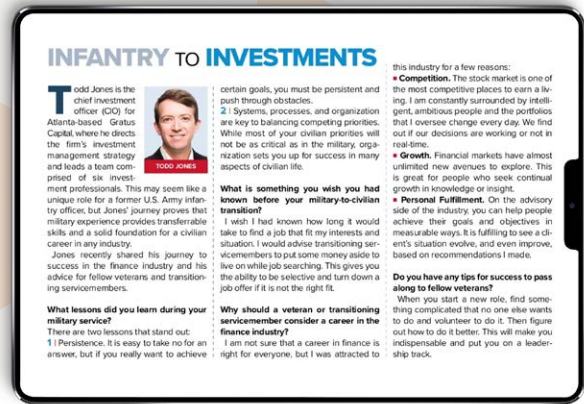 INFANTRY TO INVESTMENTS
Todd Jones is the
chief investment
officer (CIO) for
Atlanta-based Gratus
Capital, where he directs
the firm's investment
management strategy
and leads a team com-
prised of six invest-
ment professionals. This may seem like a
unique role for a former U.S. Army infan-
try officer, but Jones' journey proves that
military experience provides transferrable
skills and a solid foundation for a civilian
career in any industry.
Jones recently shared his journey to
success in the finance industry and his
advice for fellow veterans and transition-
ing servicemembers.
What lessons did you learn during your
military service?
There are two lessons that stand out:
1 | Persistence. It is easy to take no for an
answer, but if you really want to achieve
TODD JONES
certain goals, you must be persistent and
push through obstacles.
2 | Systems, processes, and organization
are key to balancing competing priorities.
While most of your civilian priorities will
not be as critical as in the military, orga-
nization sets you up for success in many
aspects of civilian life.
What is something you wish you had
known before your military-to-civilian
transition?
I wish I had known how long it would
take to find a job that fit my interests and
situation. I would advise transitioning ser-
vicemembers to put some money aside to
live on while job searching. This gives you
the ability to be selective and turn down a
job offer if it is not the right fit.
Why should a veteran or transitioning
servicemember consider a career in the
finance industry?
I am not sure that a career in finance is
right for everyone, but I was attracted to
this industry for a few reasons:
▪ Competition. The stock market is one of
the most competitive places to earn a liv-
ing. I am constantly surrounded by intelli-
gent, ambitious people and the portfolios
that I oversee change every day. We find
out if our decisions are working or not in
real-time.
▪ Growth. Financial markets have almost
unlimited new avenues to explore. This
is great for people who seek continual
growth in knowledge or insight.
▪ Personal Fulfillment. On the advisory
side of the industry, you can help people
achieve their goals and objectives in
measurable ways. It is fulfilling to see a cli-
ent's situation evolve, and even improve,
based on recommendations I made.
Do you have any tips for success to pass
along to fellow veterans?
When you start a new role, find some-
thing complicated that no one else wants
to do and volunteer to do it. Then figure
out how to do it better. This will make you
indispensable and put you on a leader-
ship track.